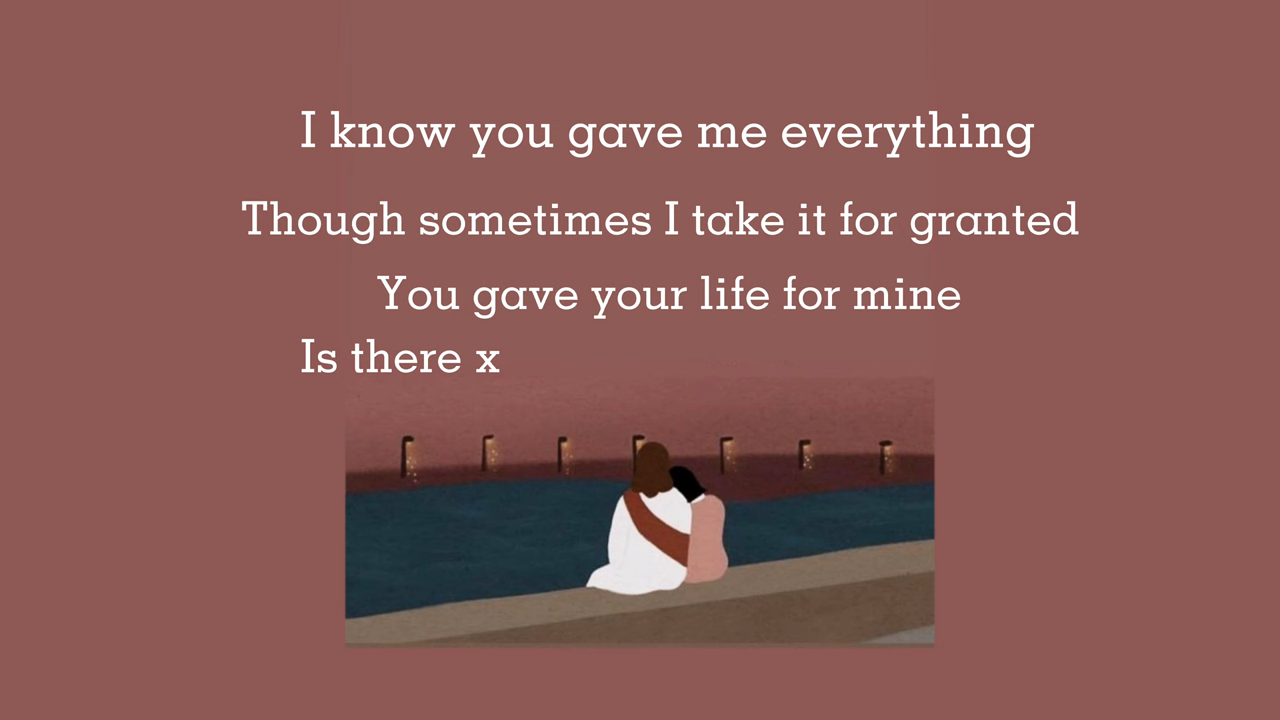 I know you gave me everything
Though sometimes I take it for granted
You gave your life for mine
Is there x